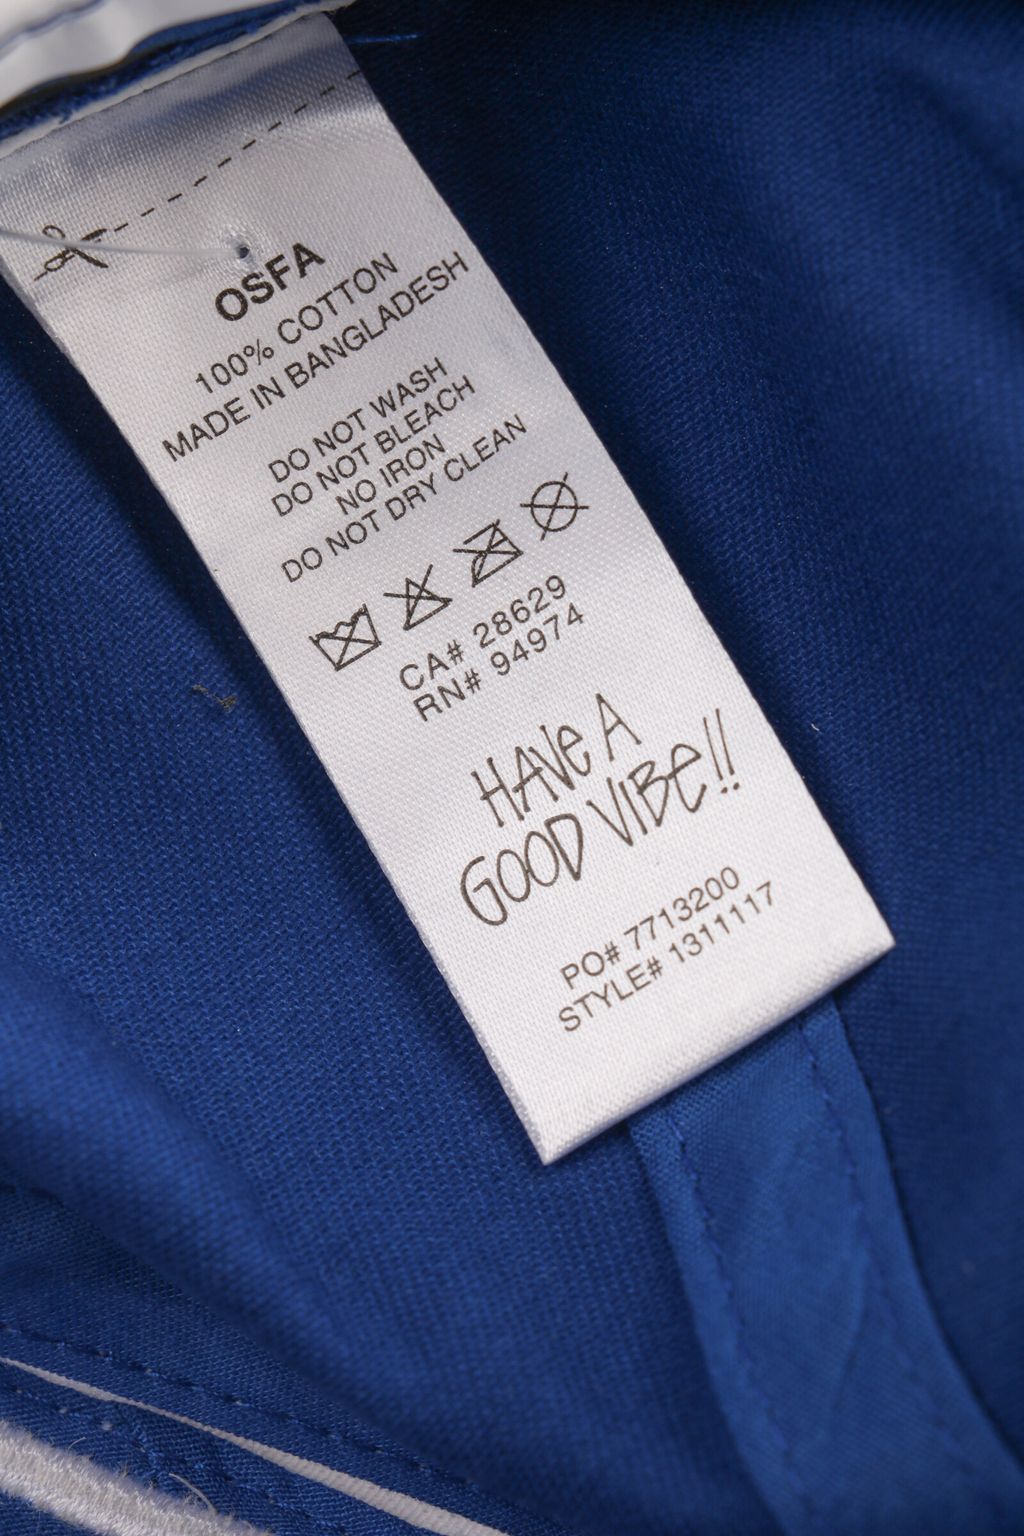 OSFA
100% COTTON
MADE IN BANGLADESH
DO NOT WASH
DO NOT BLEACH
NO IRON
DO NOT DRY CLEAN
CA# 28629
RN# 94974
HAVE A
GOOD VIBE!!
PO# 7713200
STYLE# 1311117